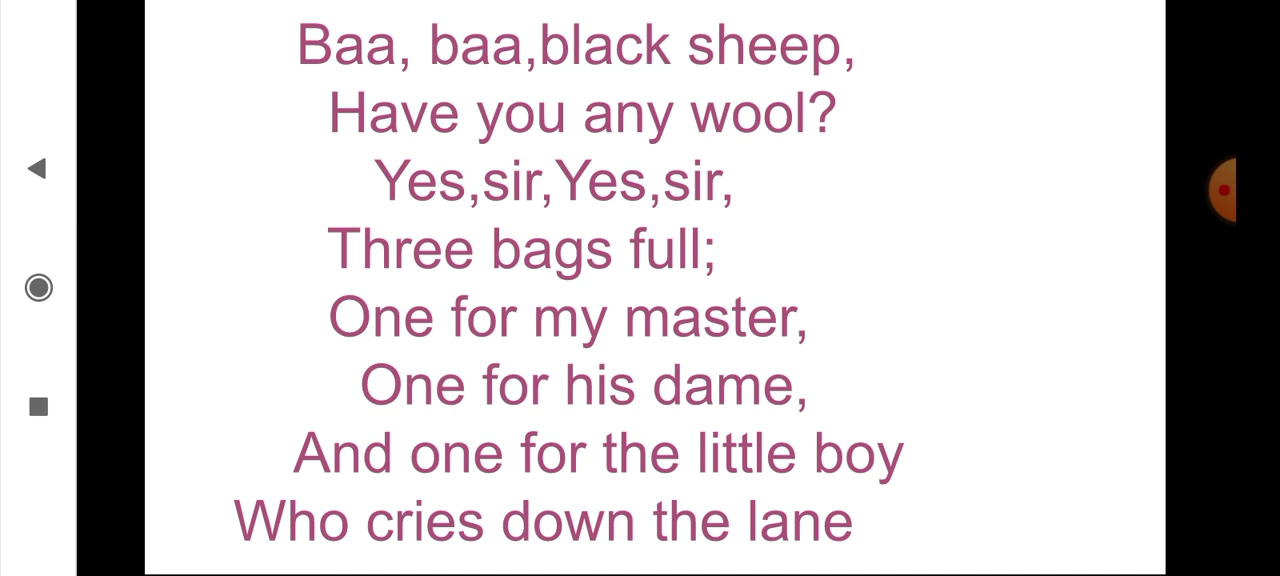 Baa, baa,black sheep,
Have you any wool?
Yes,sir,Yes,sir,
Three bags full;
One for my master,
One for his dame,
And one for the little boy
Who cries down the lane